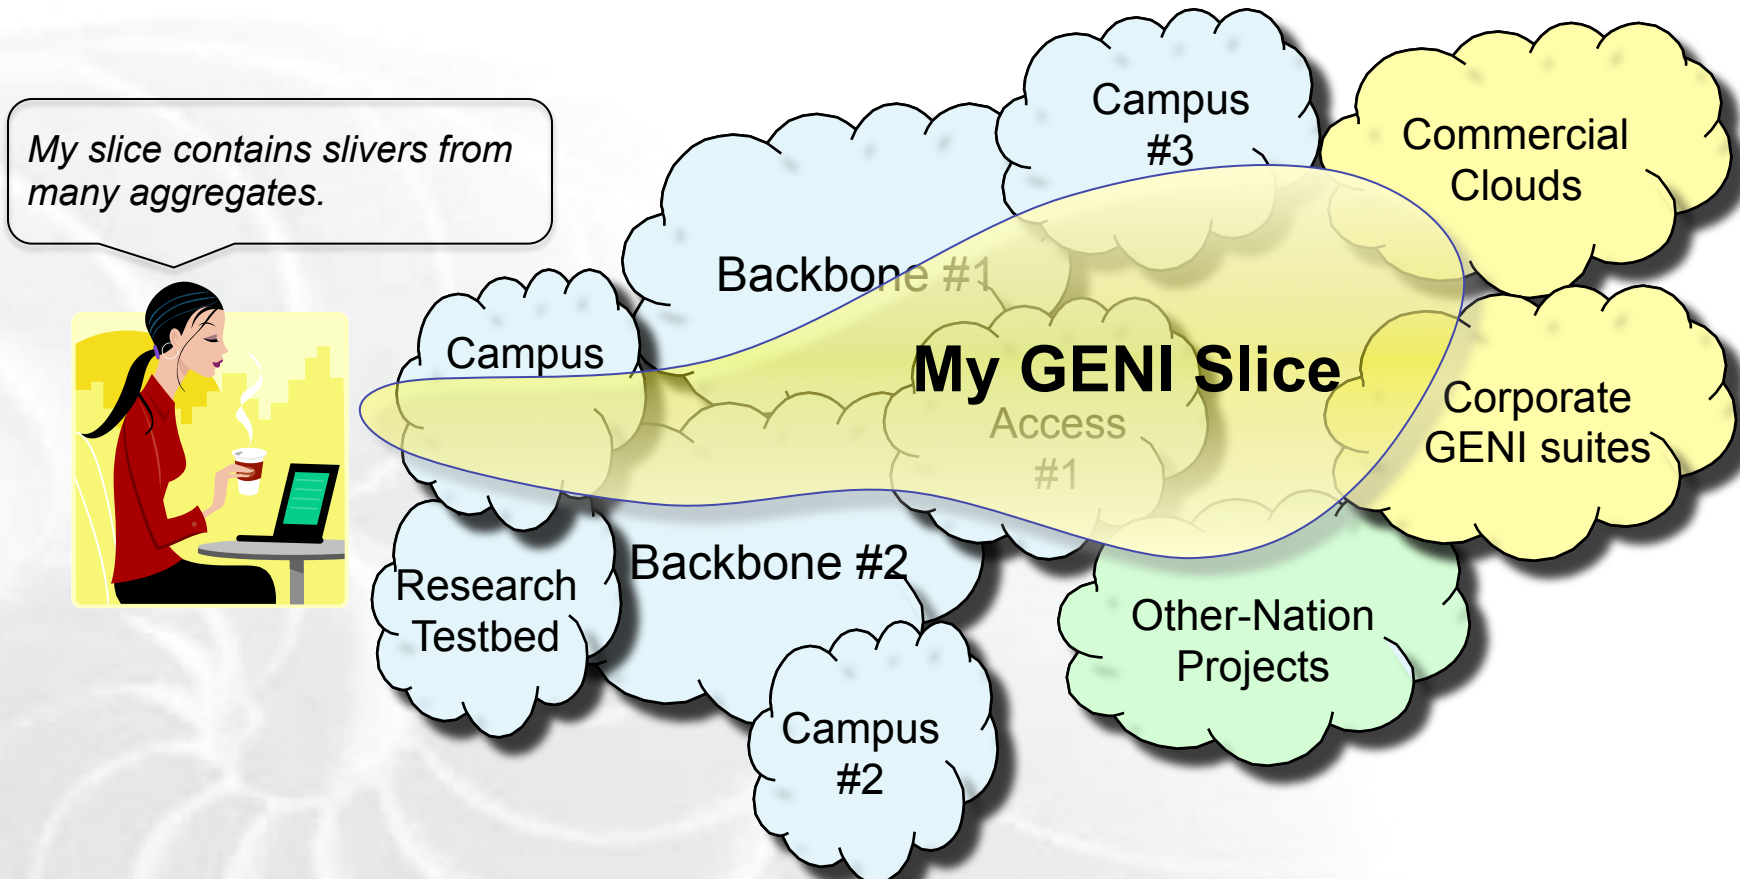 My slice contains slivers from
many aggregates.
Campus
#3
Commercial
Clouds
Backbone #1
Campus
My GENI Slice
Access
#1
Corporate
GENI suites
Backbone #2
Research
Testbed
Other-Nation
Projects
Campus
#2